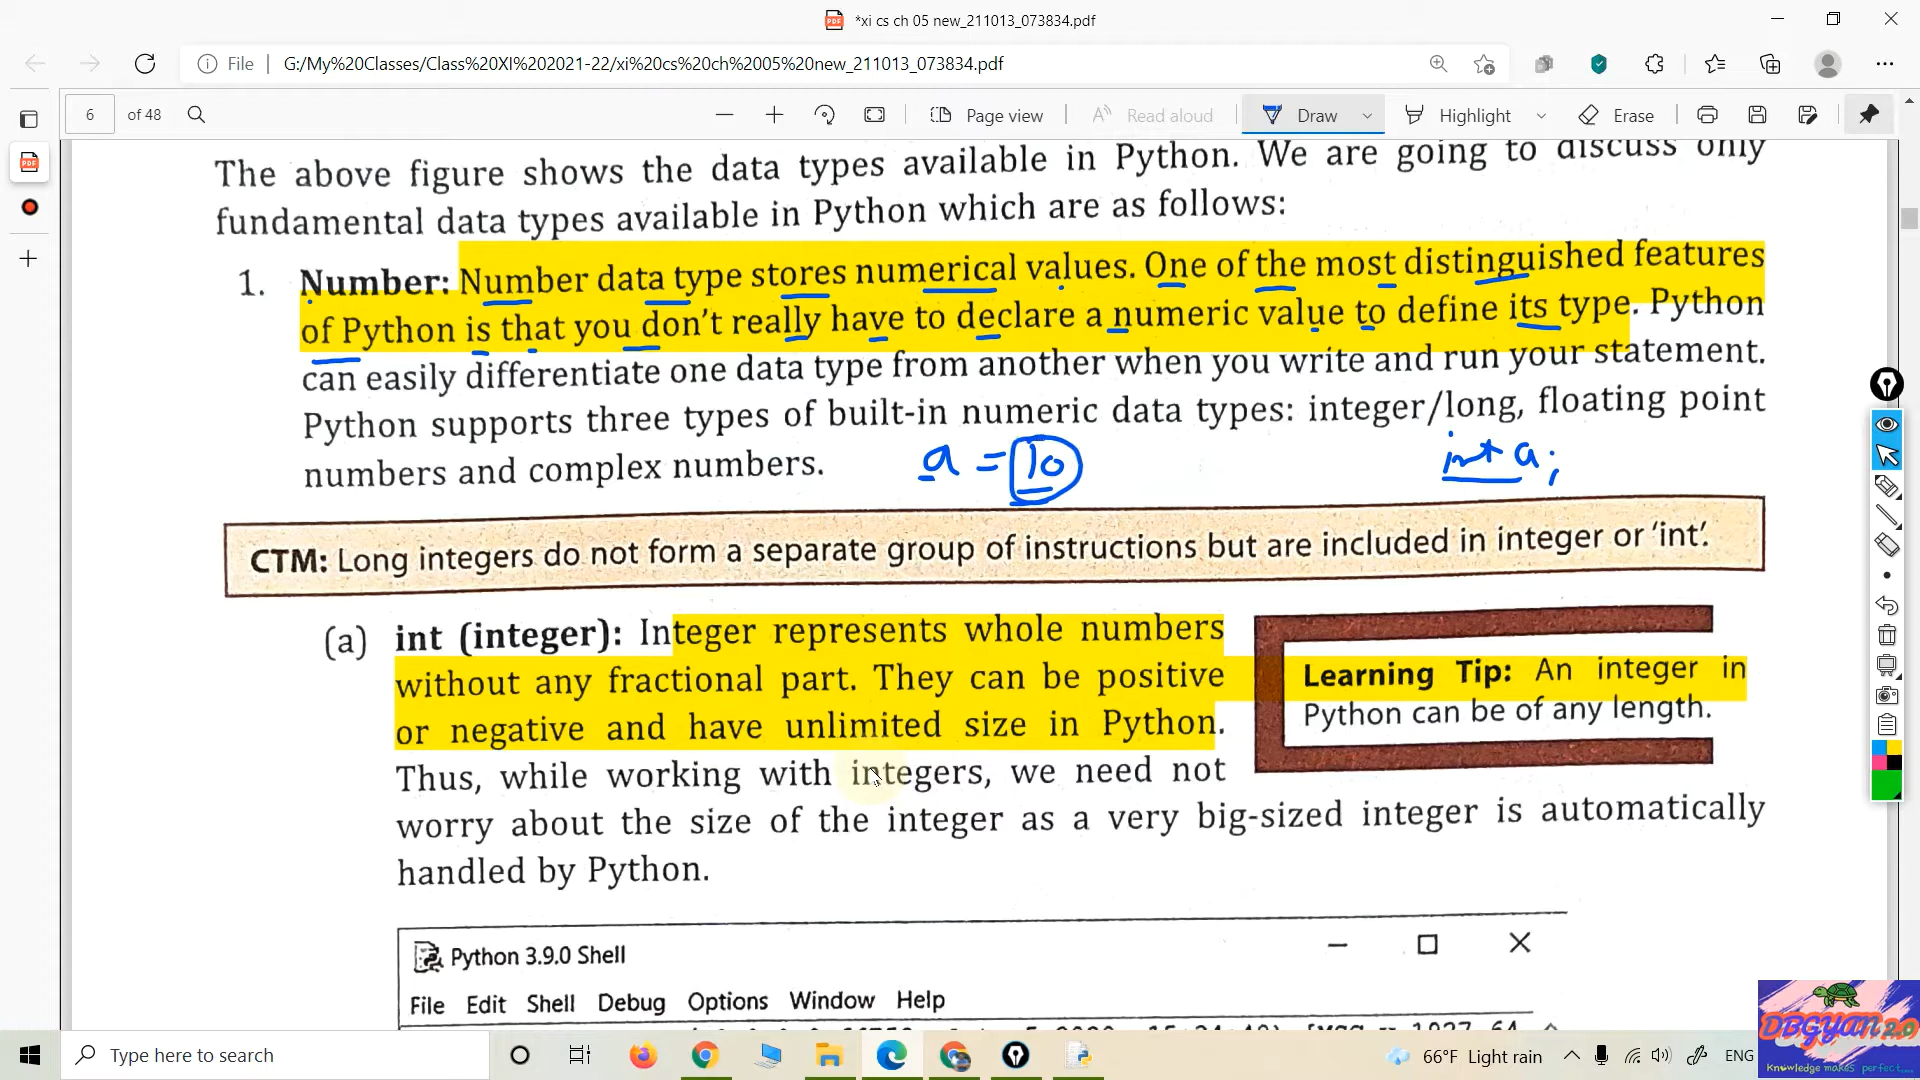 *xi cs ch 05 new_211013_073834.pdf
File
G:/My%20Classes/Class%20XI%202021-22/xi%20cs%20ch%2005%20new_211013_073834.pdf
6 of 48 Page view Read aloud Draw Highlight Erase
The above figure shows the data types available in Python. We are going to discuss only
fundamental data types available in Python which are as follows:
1. Number: Number data type stores numerical values. One of the most distinguished features
of Python is that you don't really have to declare a numeric value to define its type. Python
can easily differentiate one data type from another when you write and run your statement.
Python supports three types of built-in numeric data types: integer/long, floating point
numbers and complex numbers.
a = 10
int a;
CTM: Long integers do not form a separate group of instructions but are included in integer or 'int'.
(a) int (integer): Integer represents whole numbers
without any fractional part. They can be positive
or negative and have unlimited size in Python.
Thus, while working with integers, we need not
worry about the size of the integer as a very big-sized integer is automatically
handled by Python.
Learning Tip: An integer in
Python can be of any length.
Python 3.9.0 Shell
File Edit Shell Debug Options Window Help
DBGYAN 2.0
Knowledge makes perfect....
Type here to search
66°F Light rain
ENG